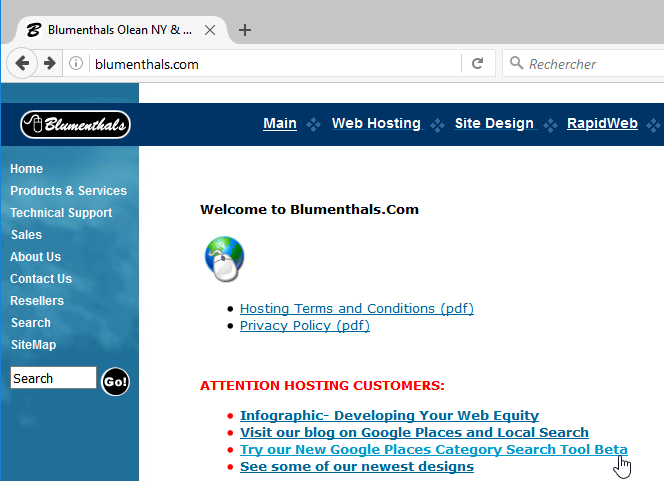 Blumenthals Olean NY & ...
blumenthals.com
Rechercher
Blumenthals
Main Web Hosting Site Design RapidWeb
Home
Products & Services
Technical Support
Sales
About Us
Contact Us
Resellers
Search
SiteMap
Search Go!
Welcome to Blumenthals.Com
Hosting Terms and Conditions (pdf)
Privacy Policy (pdf)
ATTENTION HOSTING CUSTOMERS:
Infographic- Developing Your Web Equity
Visit our blog on Google Places and Local Search
Try our New Google Places Category Search Tool Beta
See some of our newest designs